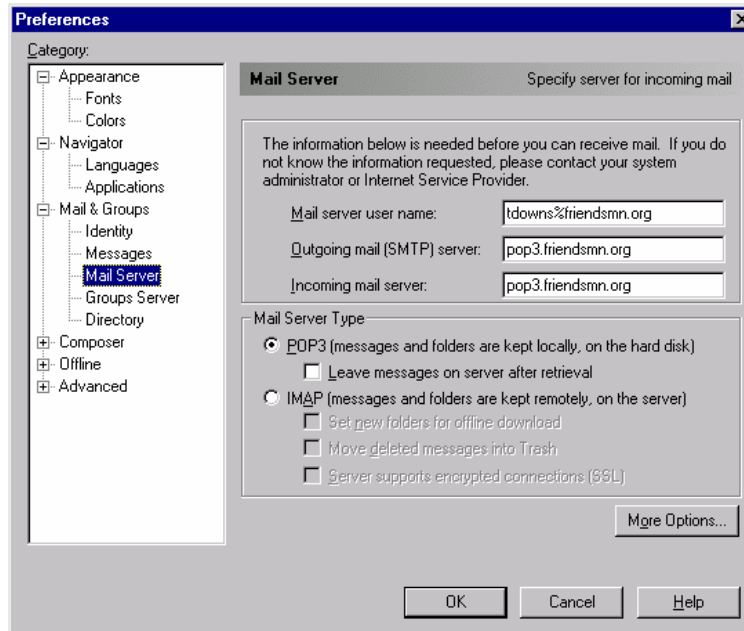 Preferences
Category:
Appearance
Fonts
Colors
Navigator
Languages
Applications
Mail & Groups
Identity
Messages
Mail Server
Groups Server
Directory
Composer
Offline
Advanced
Mail Server Specify server for incoming mail
The information below is needed before you can receive mail. If you do
not know the information requested, please contact your system
administrator or Internet Service Provider.
Mail server user name: tdowns%friendsmn.org
Outgoing mail (SMTP) server: pop3.friendsmn.org
Incoming mail server: pop3.friendsmn.org
Mail Server Type
POP3 (messages and folders are kept locally, on the hard disk)
Leave messages on server after retrieval
IMAP (messages and folders are kept remotely, on the server)
Set new folders for offline download
Move deleted messages into Trash
Server supports encrypted connections (SSL)
More Options...
OK Cancel Help